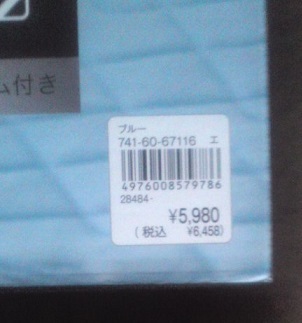 ム付き
ブルー
741-60-67116 エ
4976008579786
28484-
¥5,980
(税込 ¥6,458)